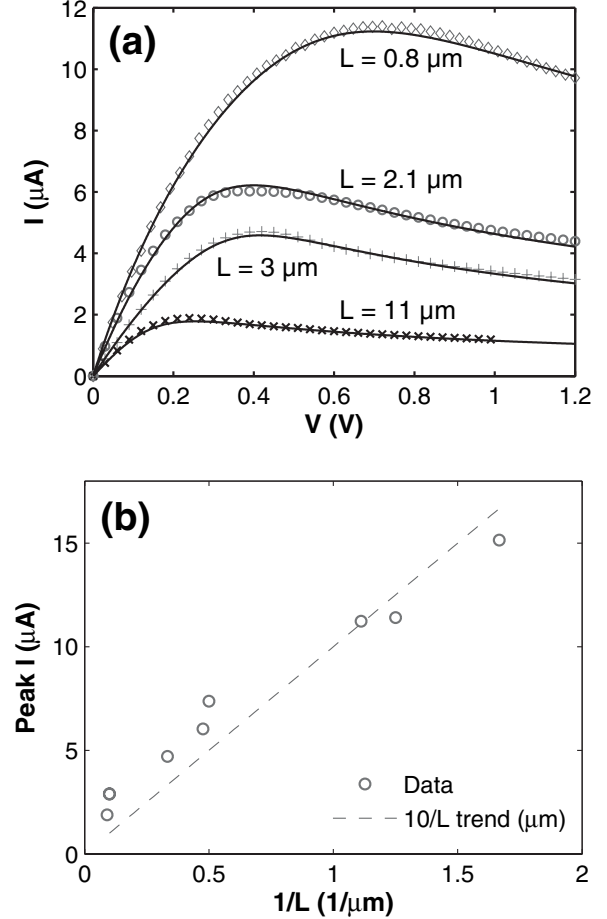 12
10
8
6
4
2
0
(a)
L = 0.8 μm
L = 2.1 μm
L = 3 μm
L = 11 μm
I (μA)
0 0.2 0.4 0.6 0.8 1 1.2
V (V)
(b)
15
10
5
0
Peak I (μA)
Data
10/L trend (μm)
0 0.5 1 1.5 2
1/L (1/μm)